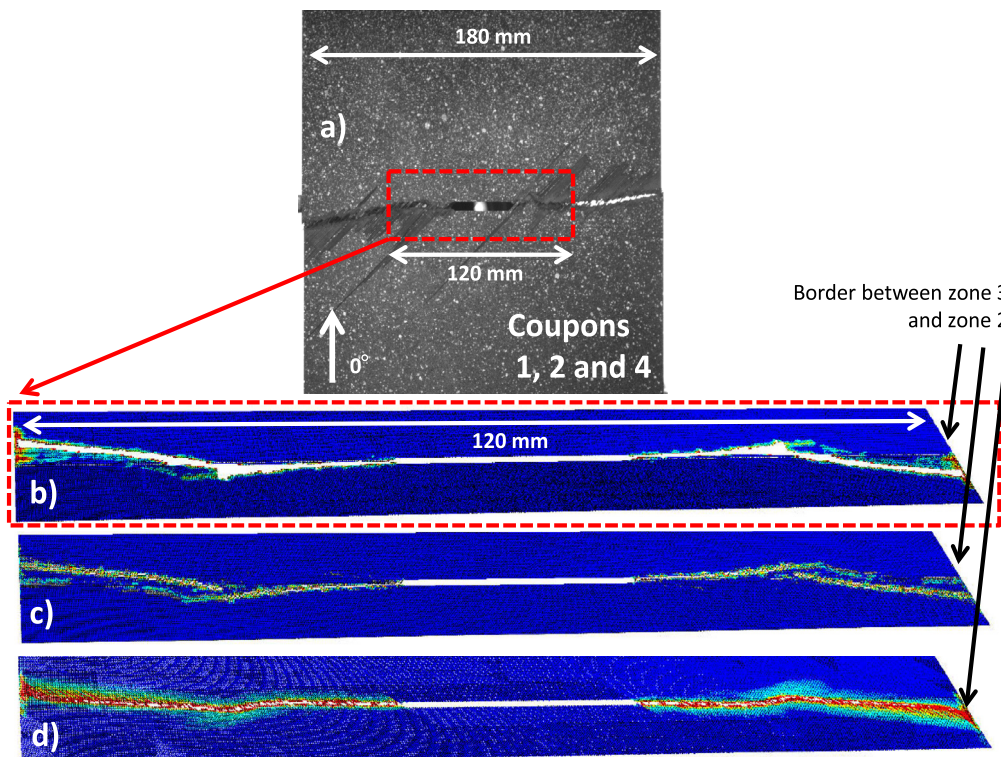 180 mm
a)
120 mm
Coupons
1, 2 and 4
0°
Border between zone 3
and zone 2
120 mm
b)
c)
d)